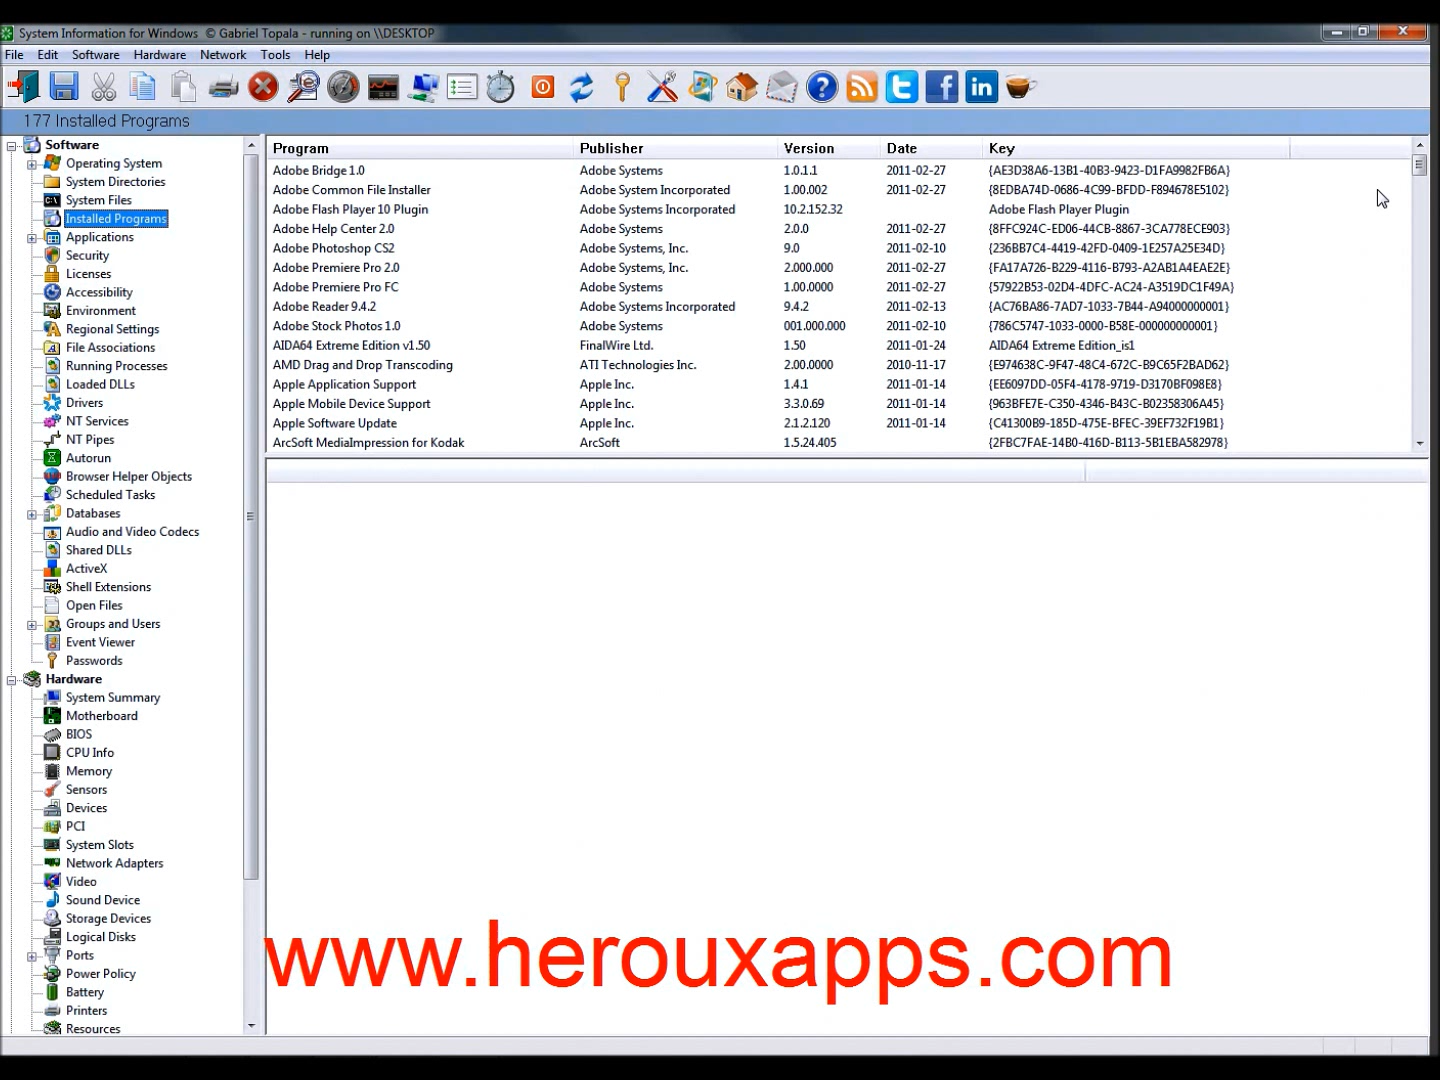 System Information for Windows © Gabriel Topala - running on \\DESKTOP
File Edit Software Hardware Network Tools Help
177 Installed Programs
Software
Operating System
System Directories
System Files
Installed Programs
Applications
Security
Licenses
Accessibility
Environment
Regional Settings
File Associations
Running Processes
Loaded DLLs
Drivers
NT Services
NT Pipes
Autorun
Browser Helper Objects
Scheduled Tasks
Databases
Audio and Video Codecs
Shared DLLs
ActiveX
Shell Extensions
Open Files
Groups and Users
Event Viewer
Passwords
Hardware
System Summary
Motherboard
BIOS
CPU Info
Memory
Sensors
Devices
PCI
System Slots
Network Adapters
Video
Sound Device
Storage Devices
Logical Disks
Ports
Power Policy
Battery
Printers
Resources
Program Publisher Version Date Key
Adobe Bridge 1.0 Adobe Systems 1.0.1.1 2011-02-27 {AE3D38A6-13B1-40B3-9423-D1FA9982FB6A}
Adobe Common File Installer Adobe System Incorporated 1.00.002 2011-02-27 {8EDBA74D-0686-4C99-BFDD-F894678E5102}
Adobe Flash Player 10 Plugin Adobe Systems Incorporated 10.2.152.32 Adobe Flash Player Plugin
Adobe Help Center 2.0 Adobe Systems 2.0.0 2011-02-27 {8FFC924C-ED06-44CB-8867-3CA778ECE903}
Adobe Photoshop CS2 Adobe Systems, Inc. 9.0 2011-02-10 {236BB7C4-4419-42FD-0409-1E257A25E34D}
Adobe Premiere Pro 2.0 Adobe Systems, Inc. 2.000.000 2011-02-27 {FA17A726-B229-4116-B793-A2AB1A4EAE2E}
Adobe Premiere Pro FC Adobe Systems 1.00.0000 2011-02-27 {57922B53-02D4-4DFC-AC24-A3519DC1F49A}
Adobe Reader 9.4.2 Adobe Systems Incorporated 9.4.2 2011-02-13 {AC76BA86-7AD7-1033-7B44-A94000000001}
Adobe Stock Photos 1.0 Adobe Systems 001.000.000 2011-02-10 {786C5747-1033-0000-B58E-000000000001}
AIDA64 Extreme Edition v1.50 FinalWire Ltd. 1.50 2011-01-24 AIDA64 Extreme Edition_is1
AMD Drag and Drop Transcoding ATI Technologies Inc. 2.00.0000 2010-11-17 {E974638C-9F47-48C4-672C-B9C65F2BAD62}
Apple Application Support Apple Inc. 1.4.1 2011-01-14 {EE6097DD-05F4-4178-9719-D3170BF098E8}
Apple Mobile Device Support Apple Inc. 3.3.0.69 2011-01-14 {963BFE7E-C350-4346-B43C-B02358306A45}
Apple Software Update Apple Inc. 2.1.2.120 2011-01-14 {C41300B9-185D-475E-BFEC-39EF732F19B1}
ArcSoft MediaImpression for Kodak ArcSoft 1.5.24.405 {2FBC7FAE-14B0-416D-B113-5B1EBA582978}
www.herouxapps.com